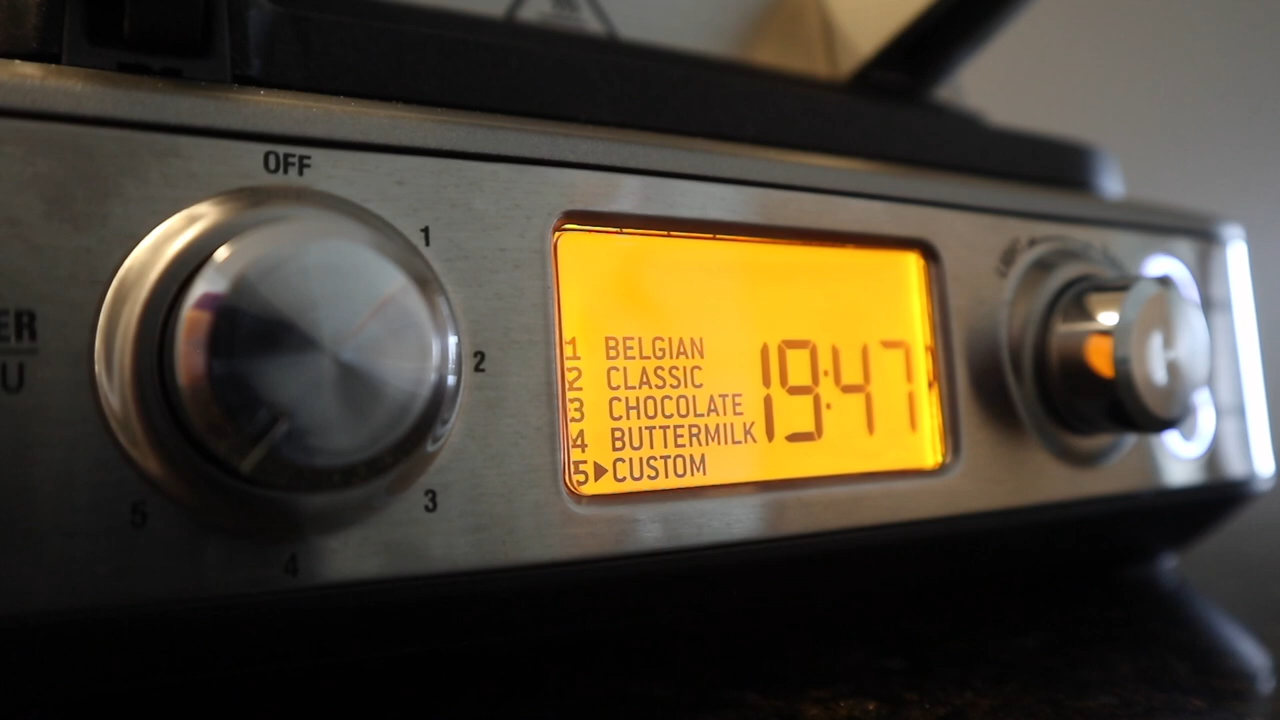 OFF
1
2
3
4
5
ER
U
1 BELGIAN
2 CLASSIC
3 CHOCOLATE
4 BUTTERMILK
5▶CUSTOM
19:47